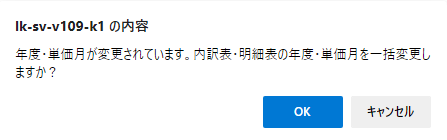 lk-sv-v109-k1 の内容
年度・単価月が変更されています。内訳表・明細表の年度・単価月を一括変更し
ますか？
OK
キャンセル